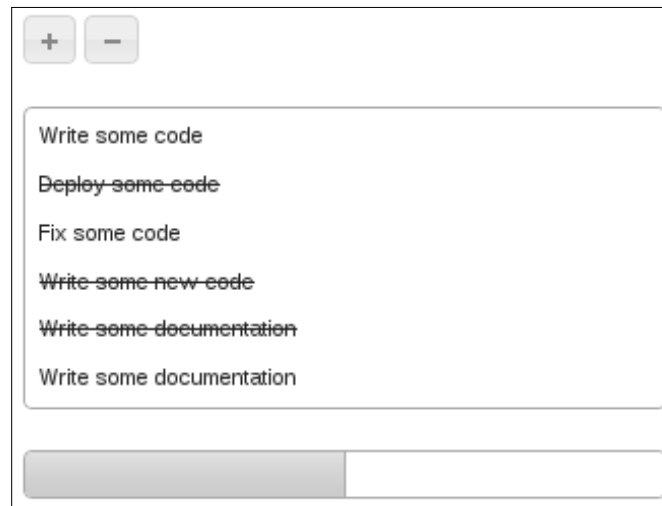 + −
Write some code
Deploy some code
Fix some code
Write some new code
Write some documentation
Write some documentation